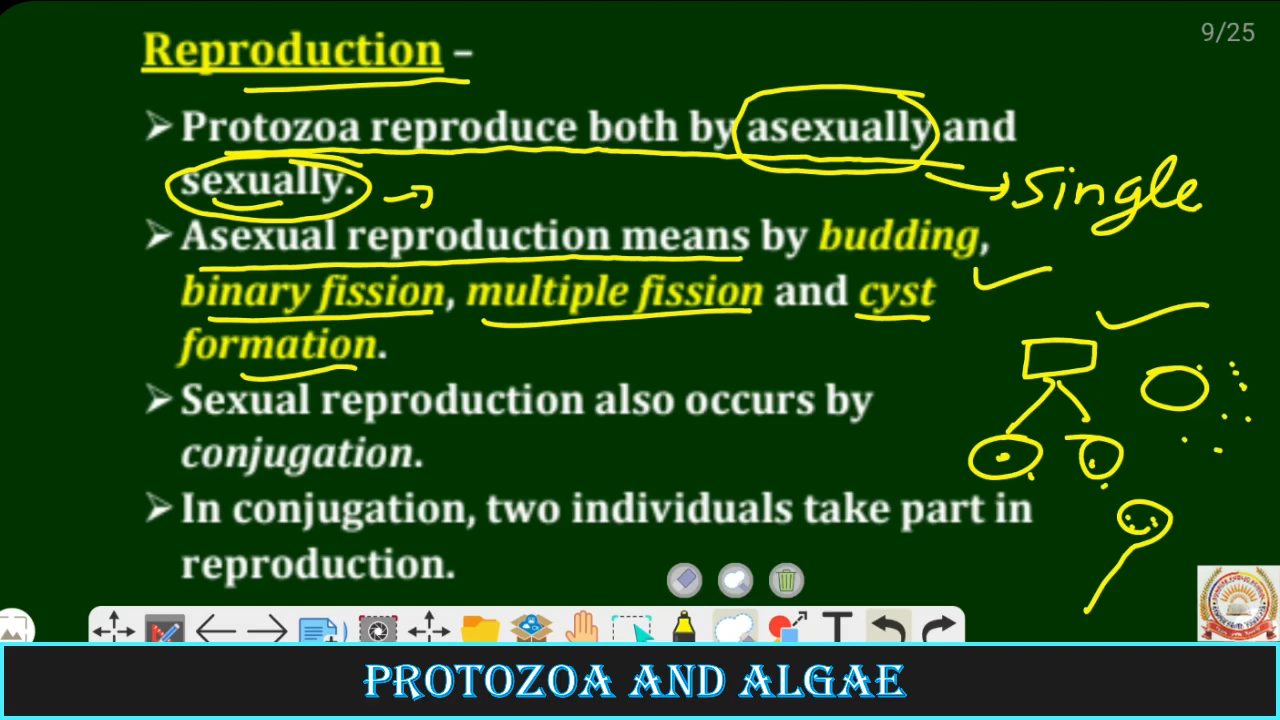 9/25
Reproduction –
➢ Protozoa reproduce both by asexually and
sexually.
Single
➢ Asexual reproduction means by budding,
binary fission, multiple fission and cyst
formation.
➢ Sexual reproduction also occurs by
conjugation.
➢ In conjugation, two individuals take part in
reproduction.
T
PROTOZOA AND ALGAE